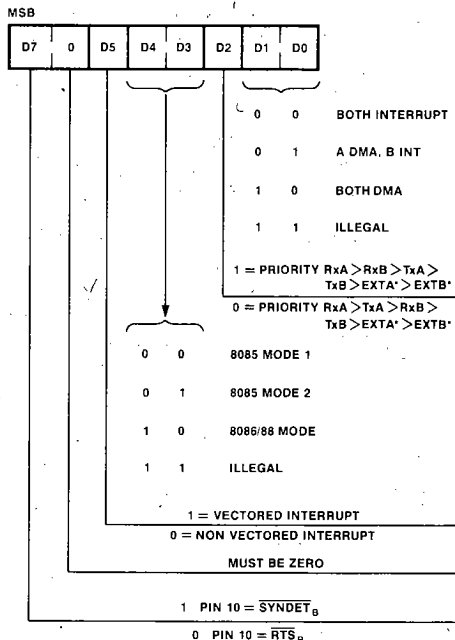 MSB
D7 0 D5 D4 D3 D2 D1 D0
0 0 BOTH INTERRUPT
0 1 A DMA, B INT
1 0 BOTH DMA
1 1 ILLEGAL
1 = PRIORITY RxA > RxB > TxA >
TxB > EXTA* > EXTB*
0 = PRIORITY RxA > TxA > RxB >
TxB > EXTA* > EXTB*
0 0 8085 MODE 1
0 1 8085 MODE 2
1 0 8086/88 MODE
1 1 ILLEGAL
1 = VECTORED INTERRUPT
0 = NON VECTORED INTERRUPT
MUST BE ZERO
1 PIN 10 = SYNDET B
0 PIN 10 = RTS B